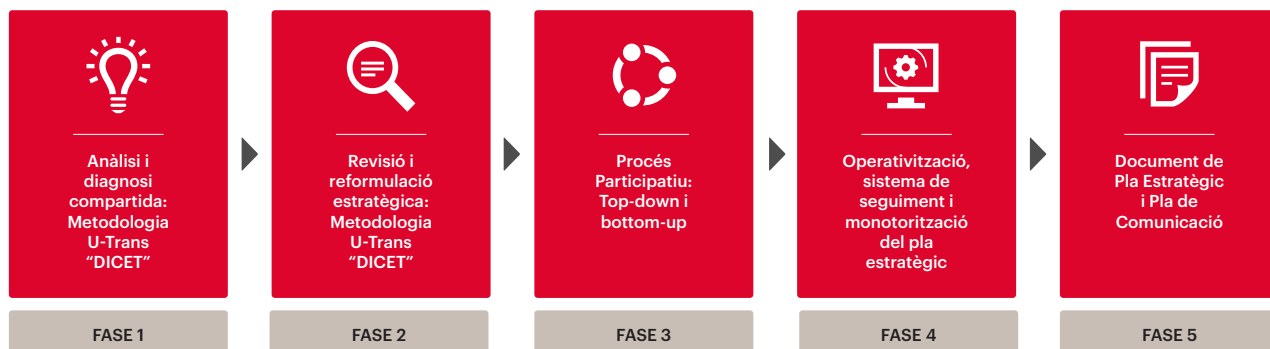 Anàlisi i
diagnosi
compartida:
Metodologia
U-Trans
“DICET”
Revisió i
reformulació
estratègica:
Metodologia
U-Trans
“DICET”
Procés
Participatiu:
Top-down i
bottom-up
Operativització,
sistema de
seguiment i
monotorització
del pla
estratègic
Document de
Pla Estratègic
i Pla de
Comunicació
FASE 1
FASE 2
FASE 3
FASE 4
FASE 5